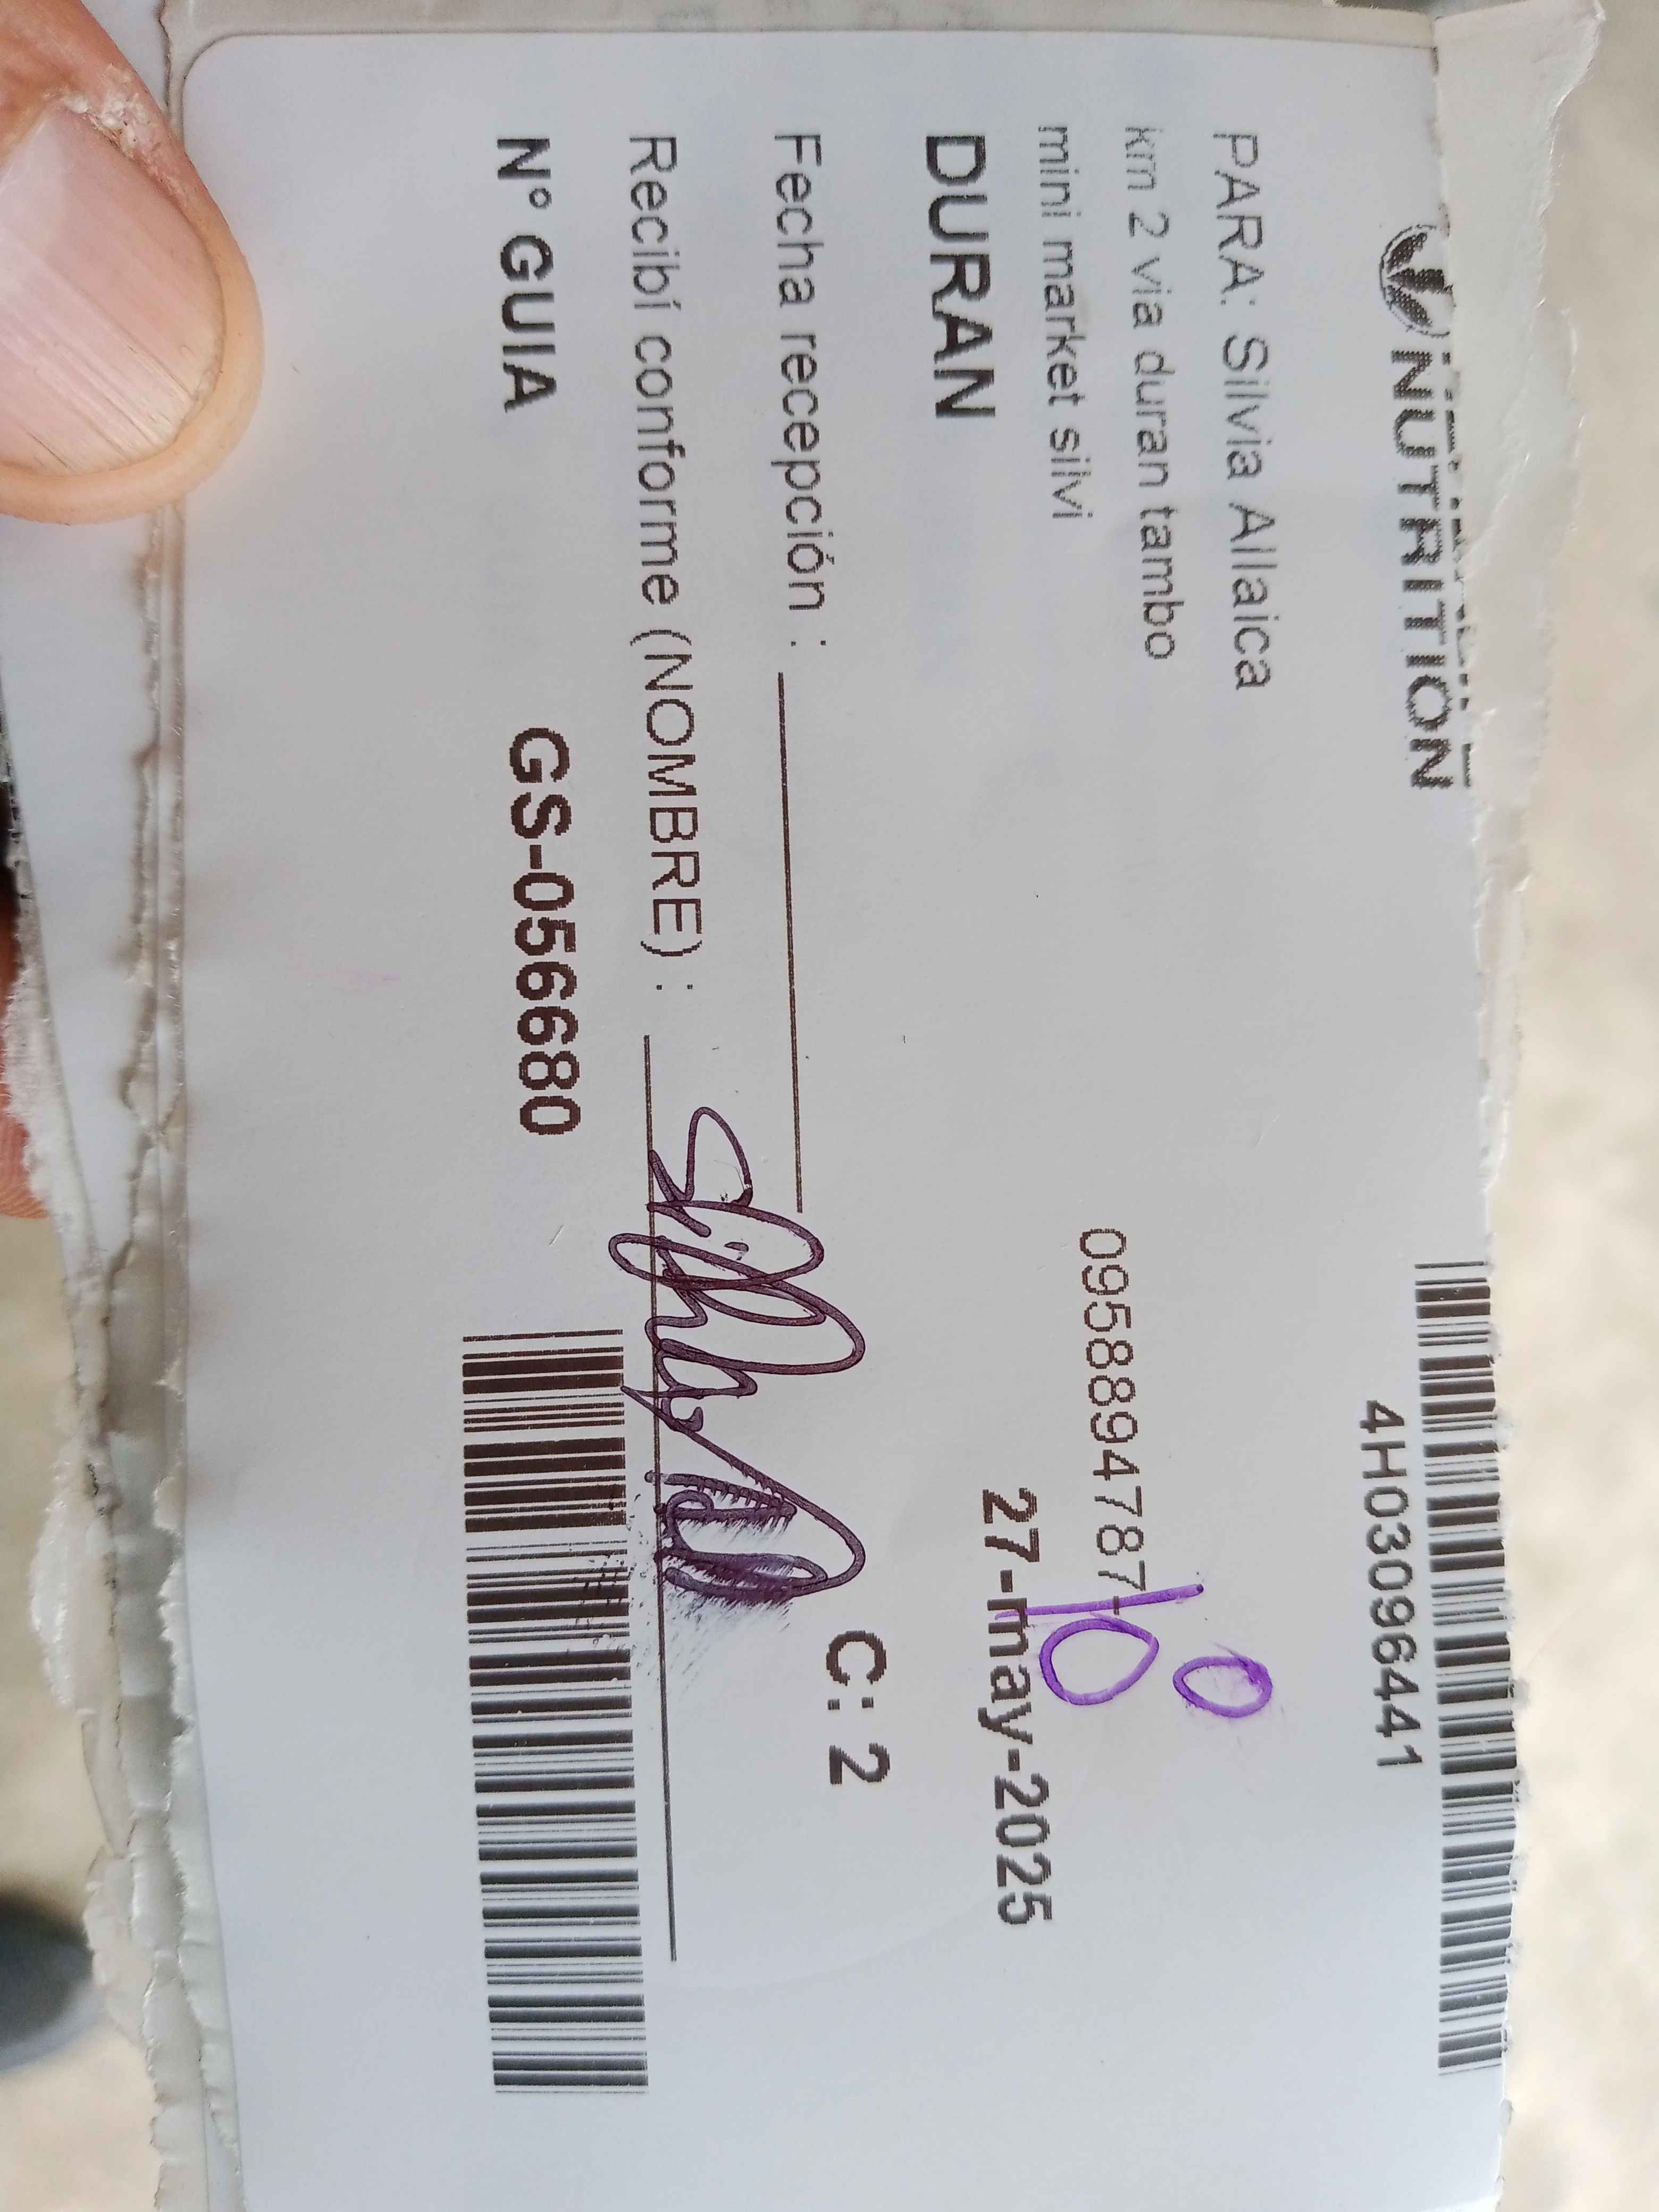 NUTRITION
4H03096441
PARA: Silvia Allaica
km 2 via duran tambo
0958894787-
mini market silvi
DURAN
27-may-2025
C: 2
Fecha recepción :
Recibí conforme (NOMBRE) :
N° GUIA GS-056680